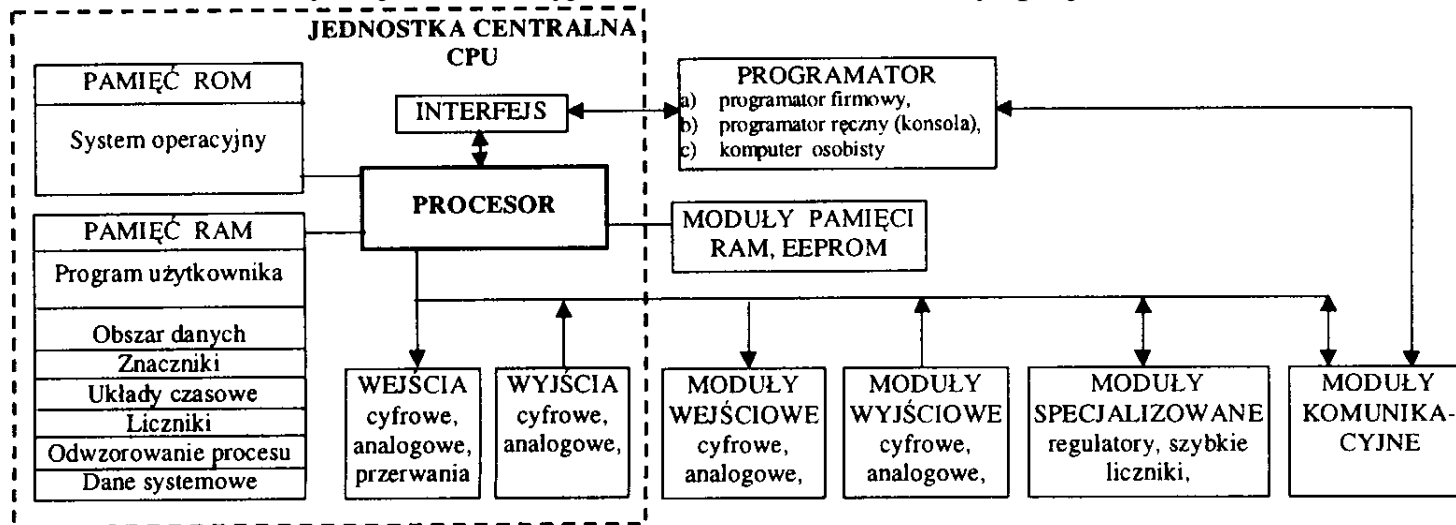 JEDNOSTKA CENTRALNA
CPU
PAMIĘĆ ROM
System operacyjny
INTERFEJS
PROGRAMATOR
a) programator firmowy,
b) programator ręczny (konsola),
c) komputer osobisty
PROCESOR
MODUŁY PAMIĘCI
RAM, EEPROM
PAMIĘĆ RAM
Program użytkownika
Obszar danych
Znaczniki
Układy czasowe
Liczniki
Odwzorowanie procesu
Dane systemowe
WEJŚCIA
cyfrowe,
analogowe,
przerwania
WYJŚCIA
cyfrowe,
analogowe,
MODUŁY
WEJŚCIOWE
cyfrowe,
analogowe,
MODUŁY
WYJŚCIOWE
cyfrowe,
analogowe,
MODUŁY
SPECJALIZOWANE
regulatory, szybkie
liczniki,
MODUŁY
KOMUNIKA-
CYJNE